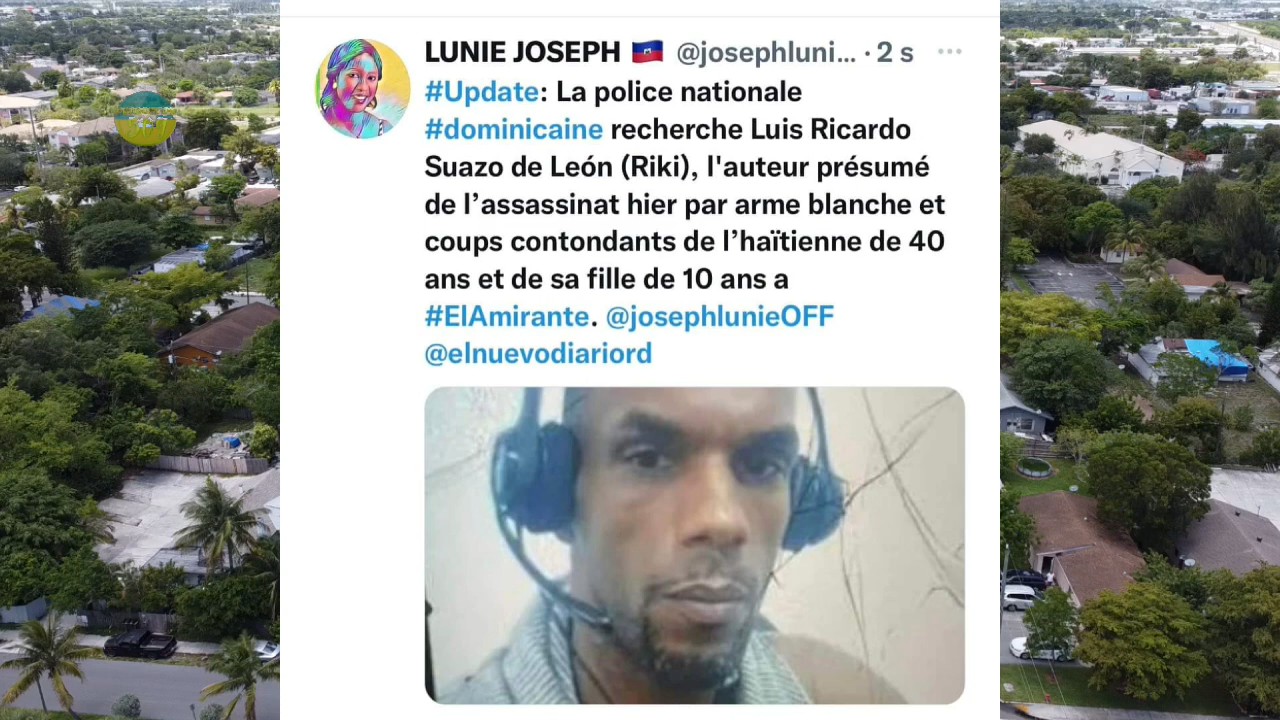 LUNIE JOSEPH 🇭🇹 @josephluni... · 2 s
#Update: La police nationale
#dominicaine recherche Luis Ricardo
Suazo de León (Riki), l'auteur présumé
de l’assassinat hier par arme blanche et
coups contondants de l’haïtienne de 40
ans et de sa fille de 10 ans a
#ElAmirante. @josephlunieOFF
@elnuevodiariord